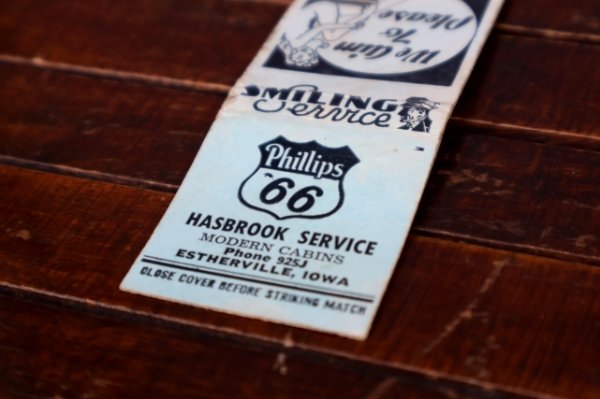 We Aim
To
Please
SMILING
Service
Phillips
66
HASBROOK SERVICE
MODERN CABINS
Phone 925J
ESTHERVILLE, IOWA
CLOSE COVER BEFORE STRIKING MATCH